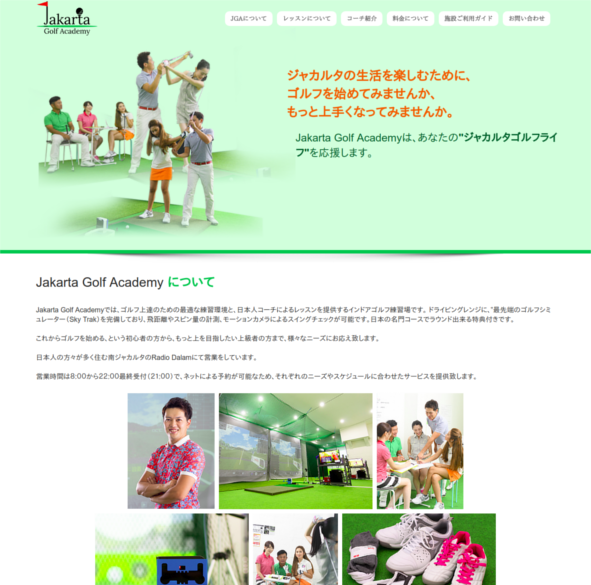 Jakarta
Golf Academy
JGAについて
レッスンについて
コーチ紹介
料金について
施設ご利用ガイド
お問い合わせ
ジャカルタの生活を楽しむために、
ゴルフを始めてみませんか、
もっと上手くなってみませんか。
Jakarta Golf Academyは、あなたの"ジャカルタゴルフライ
フ"を応援します。
Jakarta Golf Academy について
Jakarta Golf Academyでは、ゴルフ上達のための最適な練習環境と、日本人コーチによるレッスンを提供するインドアゴルフ練習場です。ドライビングレンジに、"最先端のゴルフシミ
ュレーター（Sky Trak）を完備しており、飛距離やスピン量の計測、モーションカメラによるスイングチェックが可能です。日本の名門コースでラウンド出来る特典付きです。
これからゴルフを始める、という初心者の方から、もっと上を目指したい上級者の方まで、様々なニーズにお応え致します。
日本人の方々が多く住む南ジャカルタのRadio Dalamにて営業をしています。
営業時間は8:00から22:00最終受付（21:00）で、ネットによる予約が可能なため、それぞれのニーズやスケジュールに合わせたサービスを提供致します。